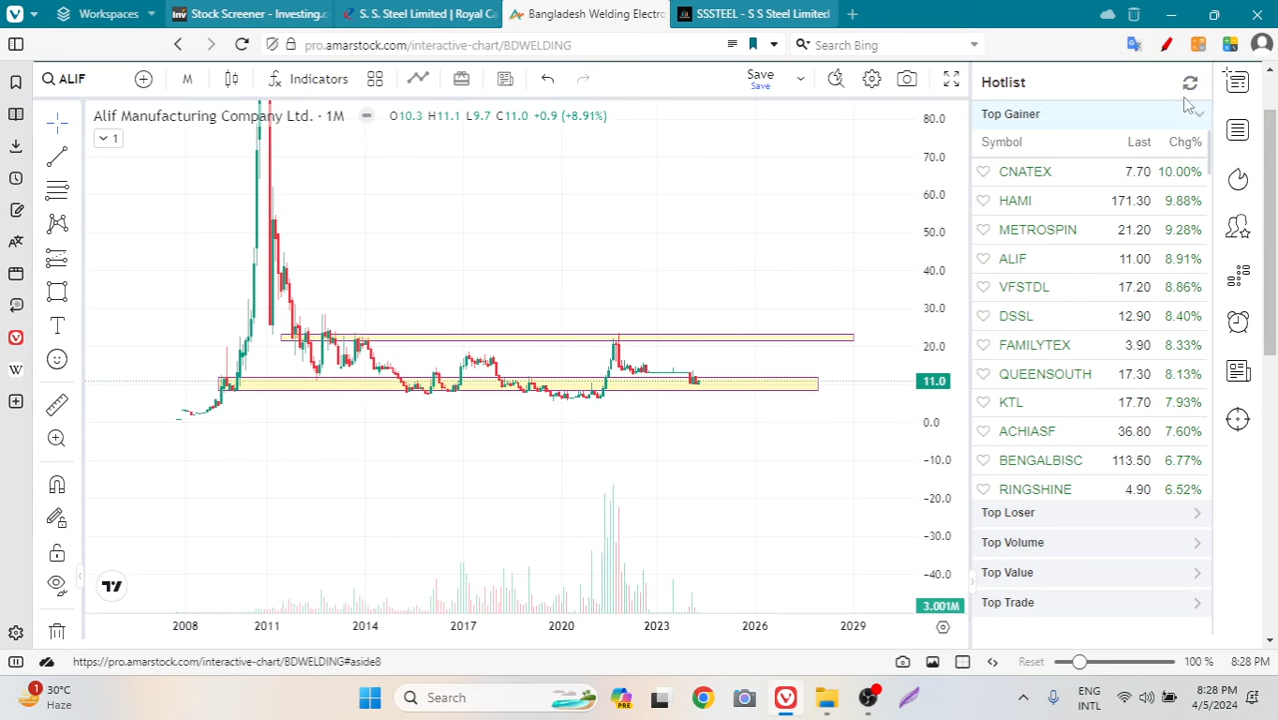 Workspaces
Stock Screener - Investing.c
S. S. Steel Limited | Royal Ca
Bangladesh Welding Electro
SSSTEEL - S S Steel Limited
pro.amarstock.com/interactive-chart/BDWELDING
Search Bing
ALIF
M
Indicators
Save
Save
Alif Manufacturing Company Ltd. · 1M
O10.3 H11.1 L9.7 C11.0 +0.9 (+8.91%)
1
80.0
70.0
60.0
50.0
40.0
30.0
20.0
11.0
0.0
-10.0
-20.0
-30.0
-40.0
3.001M
2008 2011 2014 2017 2020 2023 2026 2029
Hotlist
Top Gainer
Symbol Last Chg%
CNATEX 7.70 10.00%
HAMI 171.30 9.88%
METROSPIN 21.20 9.28%
ALIF 11.00 8.91%
VFSTDL 17.20 8.86%
DSSL 12.90 8.40%
FAMILYTEX 3.90 8.33%
QUEENSOUTH 17.30 8.13%
KTL 17.70 7.93%
ACHIASF 36.80 7.60%
BENGALBISC 113.50 6.77%
RINGSHINE 4.90 6.52%
Top Loser
Top Volume
Top Value
Top Trade
https://pro.amarstock.com/interactive-chart/BDWELDING#aside8
Reset
100 %
8:28 PM
1
30°C
Haze
Search
PRE
ENG
INTL
8:28 PM
4/5/2024